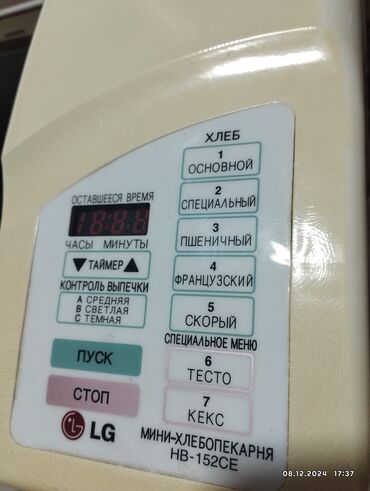 ХЛЕБ
1
ОСНОВНОЙ
2
СПЕЦИАЛЬНЫЙ
3
ПШЕНИЧНЫЙ
4
ФРАНЦУЗСКИЙ
5
СКОРЫЙ
СПЕЦИАЛЬНОЕ МЕНЮ
6
ТЕСТО
7
КЕКС
ОСТАВШЕЕСЯ ВРЕМЯ
ЧАСЫ МИНУТЫ
▼ТАЙМЕР▲
КОНТРОЛЬ ВЫПЕЧКИ
А СРЕДНЯЯ
В СВЕТЛАЯ
С ТЕМНАЯ
ПУСК
СТОП
LG
МИНИ-ХЛЕБОПЕКАРНЯ
HB-152CE
08.12.2024 17:37